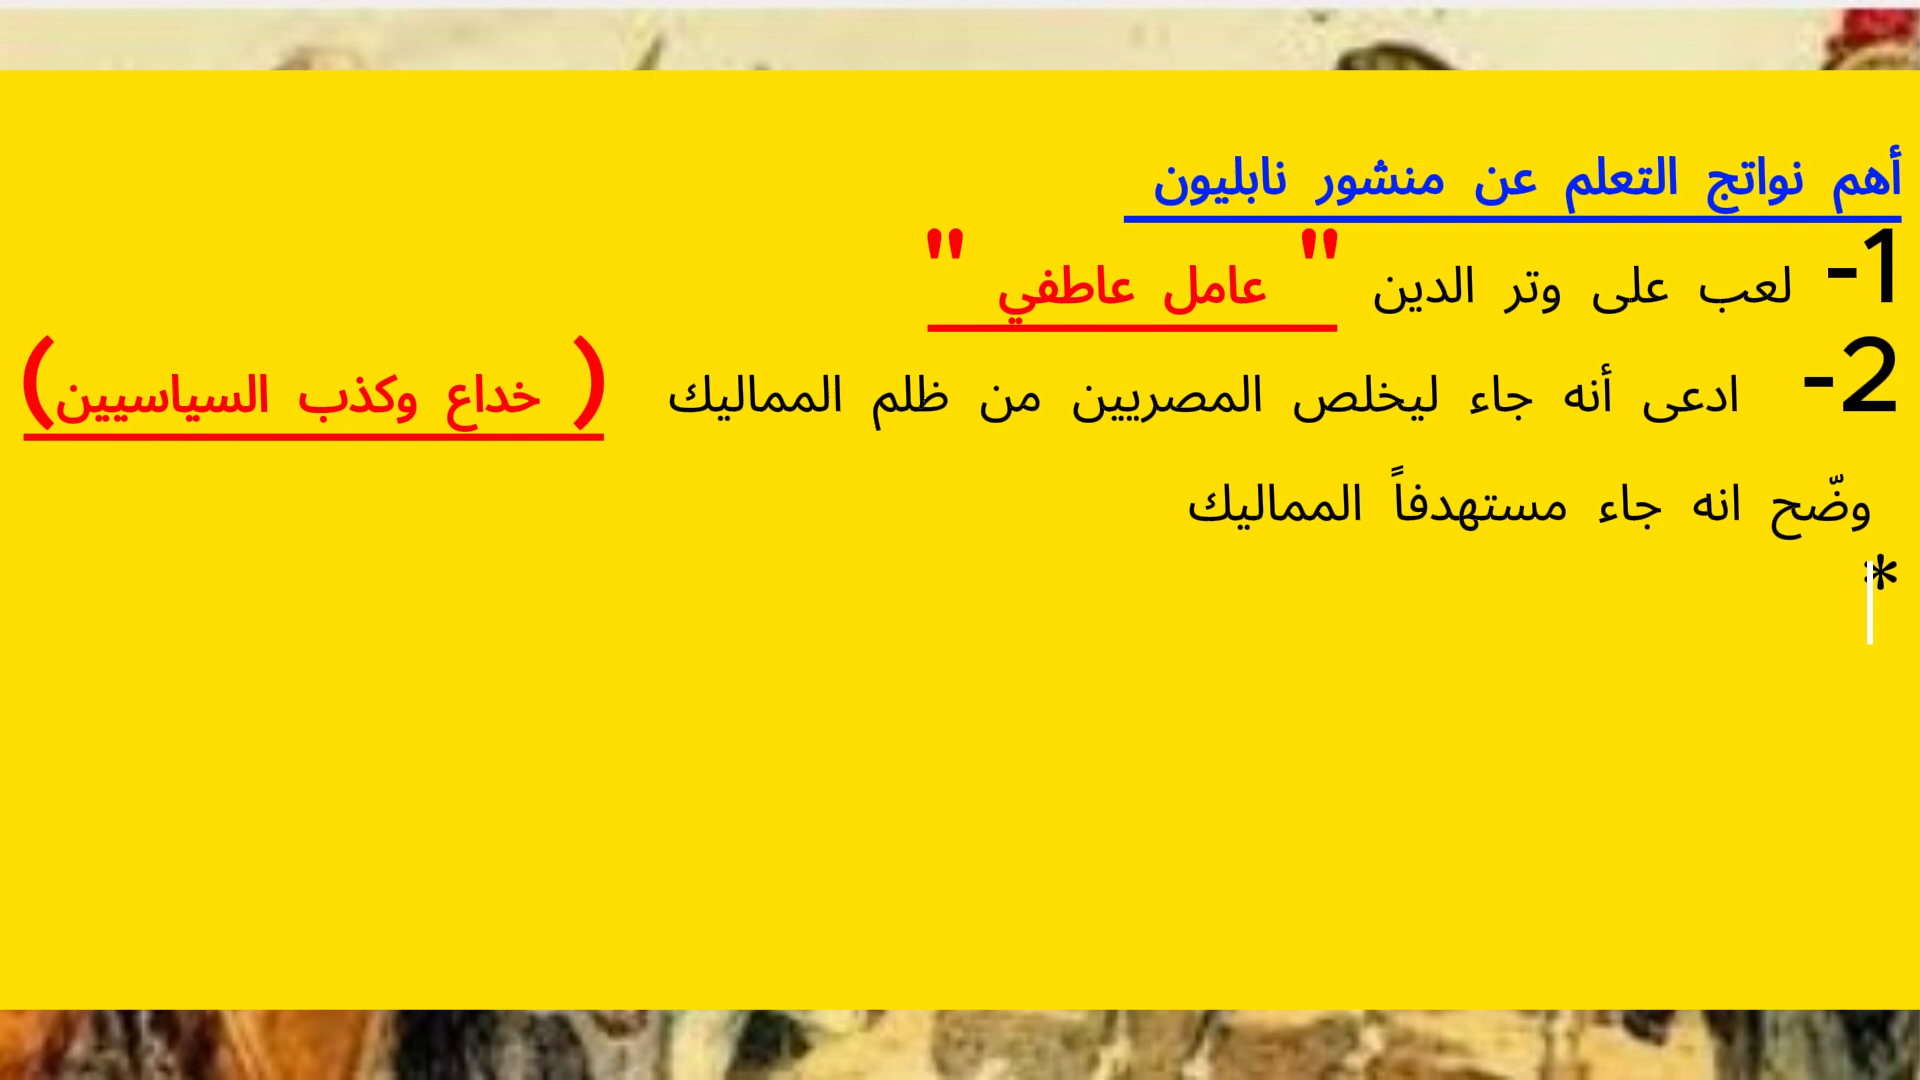 أهم نواتج التعلم عن منشور نابليون
1- لعب على وتر الدين " عامل عاطفي "
2- ادعى أنه جاء ليخلص المصريين من ظلم المماليك ( خداع وكذب السياسيين)
وضّح انه جاء مستهدفاً المماليك
*